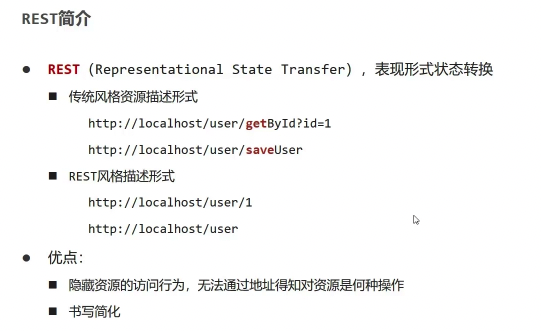 REST简介
REST（Representational State Transfer），表现形式状态转换
传统风格资源描述形式
http://localhost/user/getById?id=1
http://localhost/user/saveUser
REST风格描述形式
http://localhost/user/1
http://localhost/user
优点：
隐藏资源的访问行为，无法通过地址得知对资源是何种操作
书写简化